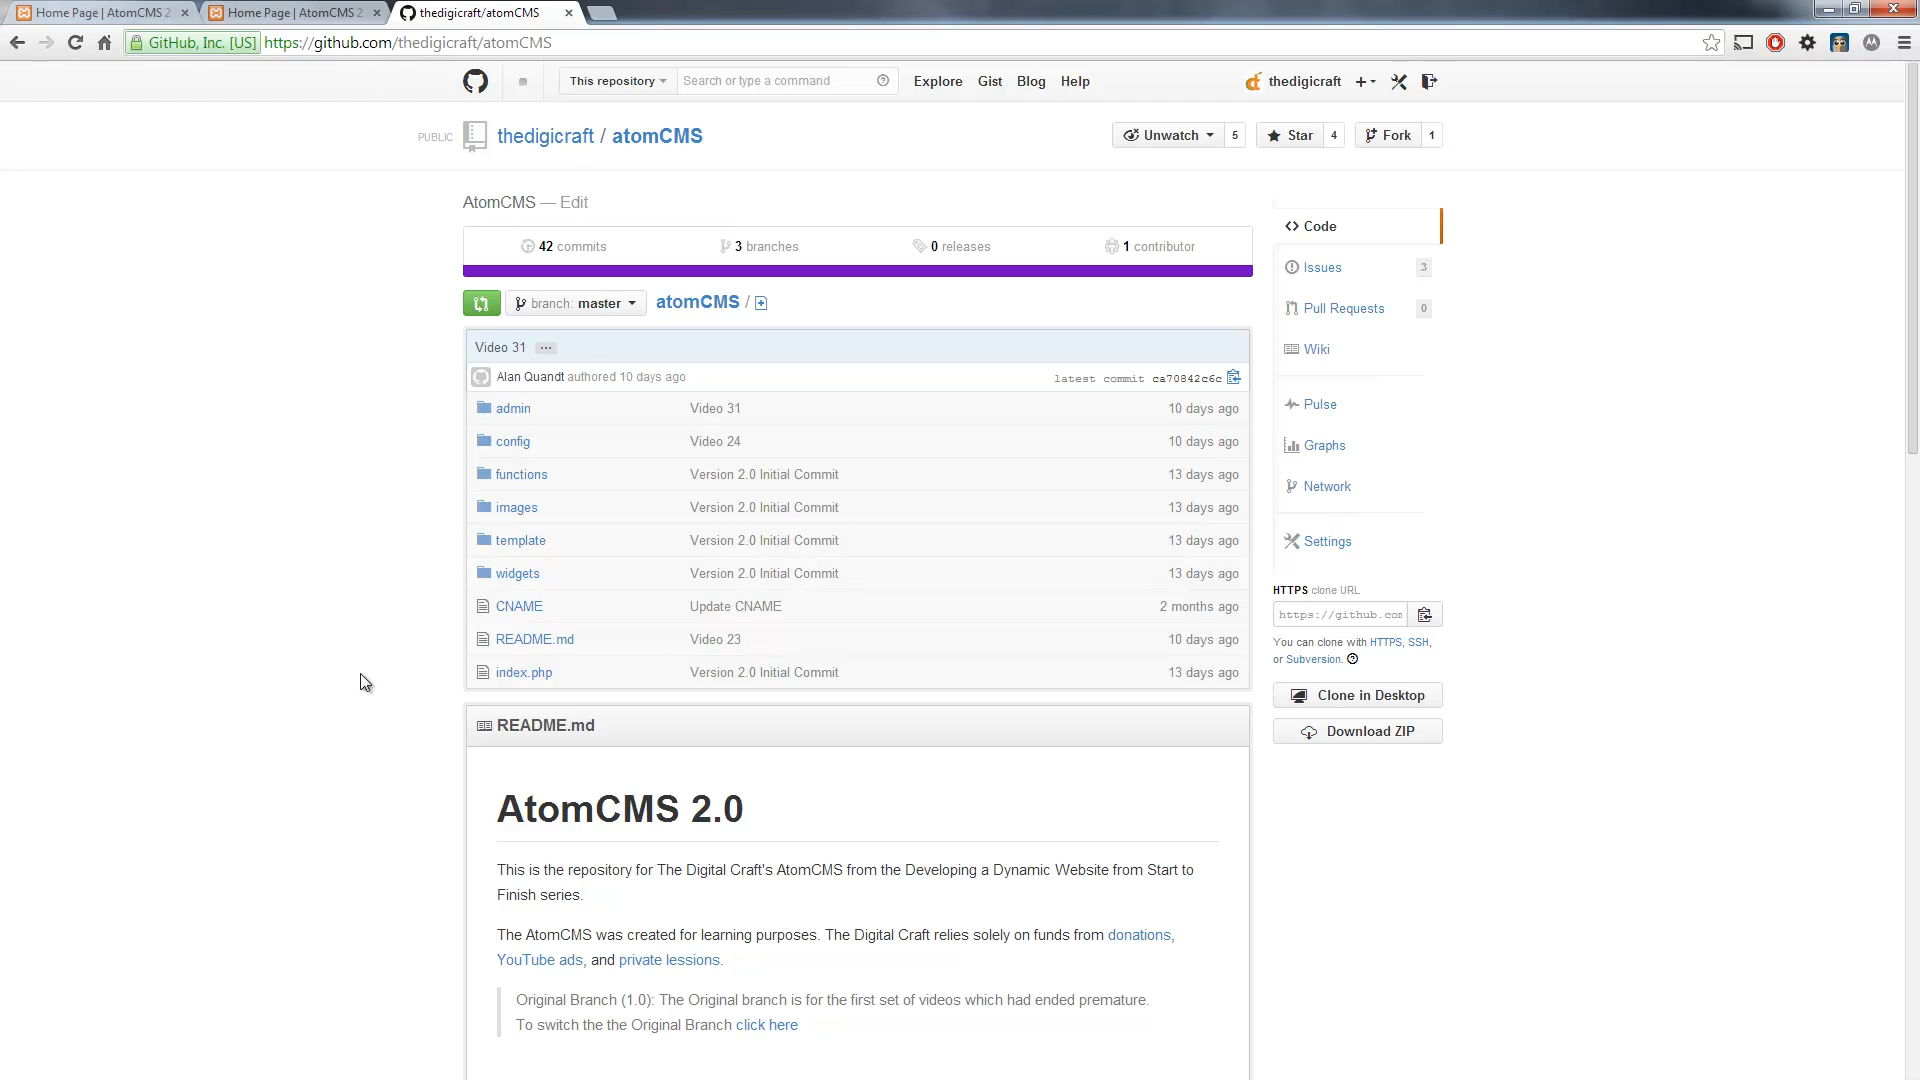 Home Page | AtomCMS 2
Home Page | AtomCMS 2
thedigicraft/atomCMS
GitHub, Inc. [US] https://github.com/thedigicraft/atomCMS
This repository Search or type a command Explore Gist Blog Help thedigicraft
PUBLIC thedigicraft / atomCMS Unwatch 5 Star 4 Fork 1
AtomCMS — Edit
42 commits 3 branches 0 releases 1 contributor
branch: master atomCMS /
Video 31 ...
Alan Quandt authored 10 days ago latest commit ca70842c6c
admin Video 31 10 days ago
config Video 24 10 days ago
functions Version 2.0 Initial Commit 13 days ago
images Version 2.0 Initial Commit 13 days ago
template Version 2.0 Initial Commit 13 days ago
widgets Version 2.0 Initial Commit 13 days ago
CNAME Update CNAME 2 months ago
README.md Video 23 10 days ago
index.php Version 2.0 Initial Commit 13 days ago
README.md
AtomCMS 2.0
This is the repository for The Digital Craft's AtomCMS from the Developing a Dynamic Website from Start to
Finish series.
The AtomCMS was created for learning purposes. The Digital Craft relies solely on funds from donations,
YouTube ads, and private lessions.
Original Branch (1.0): The Original branch is for the first set of videos which had ended premature.
To switch the the Original Branch click here
Code
Issues 3
Pull Requests 0
Wiki
Pulse
Graphs
Network
Settings
HTTPS clone URL
https://github.com
You can clone with HTTPS, SSH,
or Subversion.
Clone in Desktop
Download ZIP